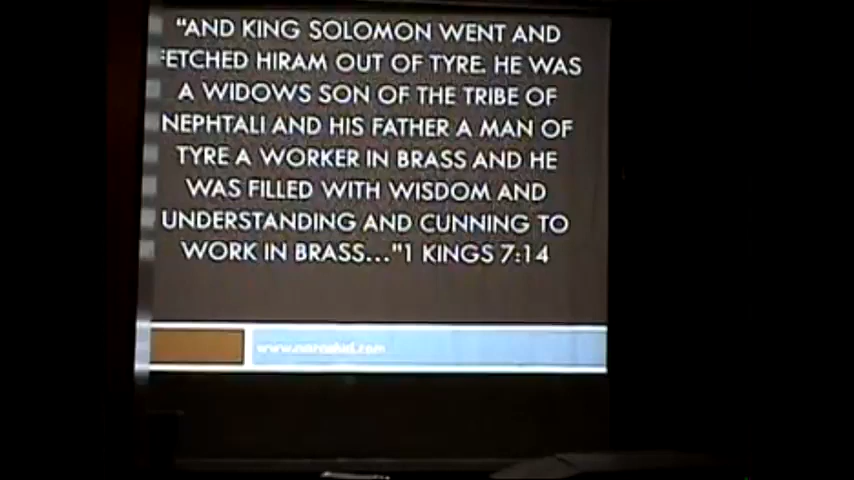 "AND KING SOLOMON WENT AND
FETCHED HIRAM OUT OF TYRE. HE WAS
A WIDOWS SON OF THE TRIBE OF
NEPHTALI AND HIS FATHER A MAN OF
TYRE A WORKER IN BRASS AND HE
WAS FILLED WITH WISDOM AND
UNDERSTANDING AND CUNNING TO
WORK IN BRASS..."1 KINGS 7:14